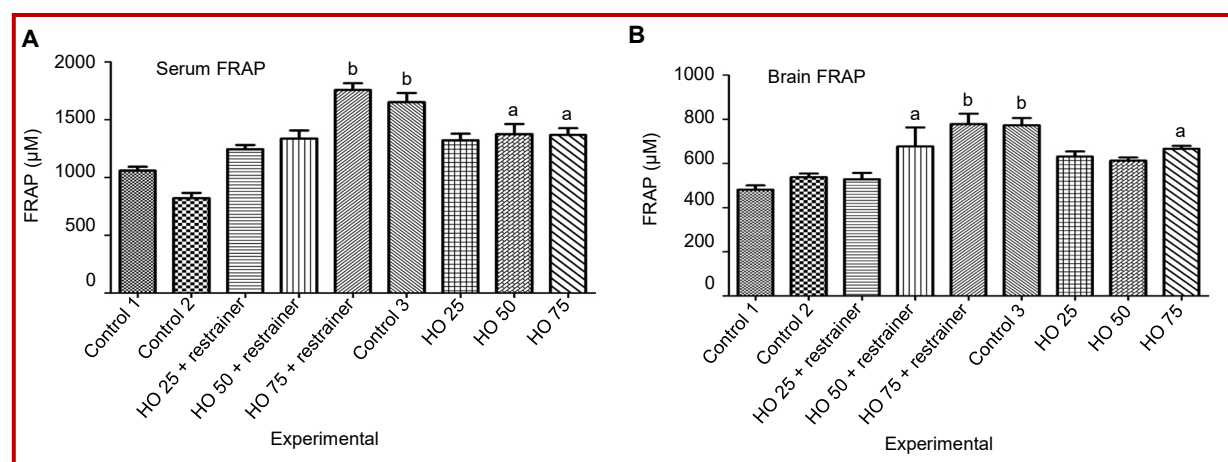 A
Serum FRAP
FRAP (µM)
2000
1500
1000
500
0
b
b
a
a
Control 1
Control 2
HO 25 + restrainer
HO 50 + restrainer
HO 75 + restrainer
Control 3
HO 25
HO 50
HO 75
Experimental
B
Brain FRAP
FRAP (µM)
1000
800
600
400
200
0
a
b
b
a
Control 1
Control 2
HO 25 + restrainer
HO 50 + restrainer
HO 75 + restrainer
Control 3
HO 25
HO 50
HO 75
Experimental